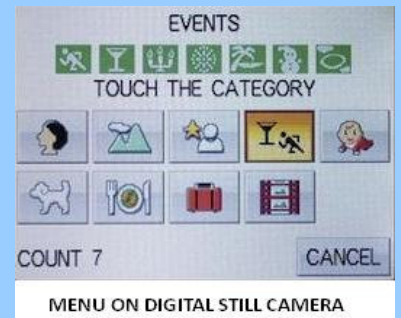 EVENTS
TOUCH THE CATEGORY
COUNT 7
CANCEL
MENU ON DIGITAL STILL CAMERA